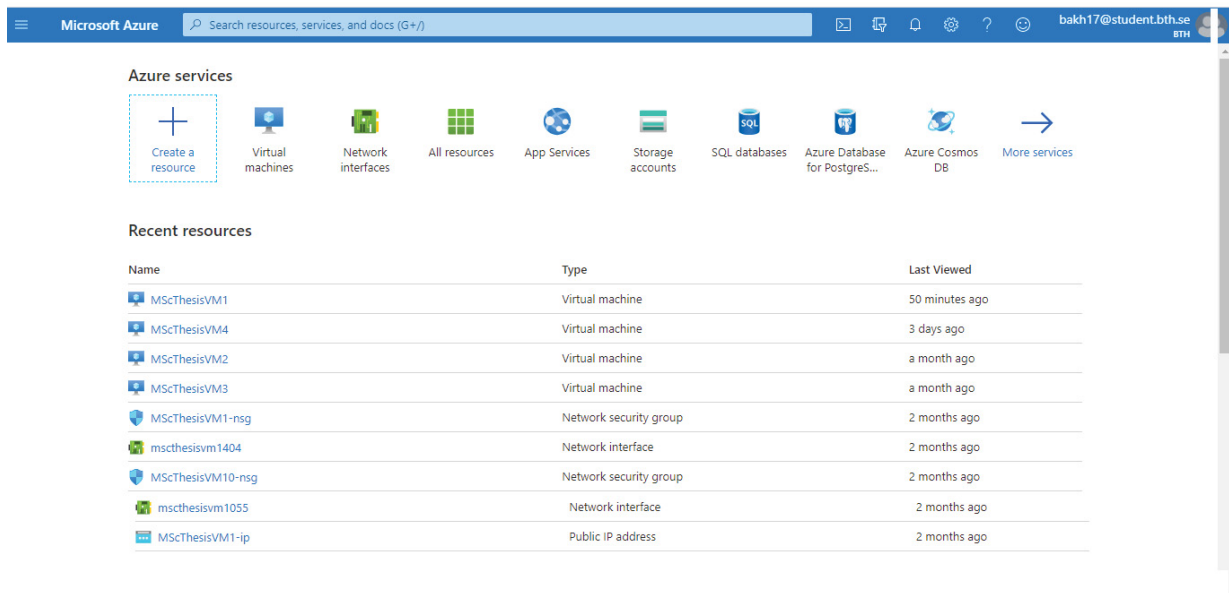 Microsoft Azure
Search resources, services, and docs (G+/)
bakh17@student.bth.se
BTH
Azure services
Create a
resource
Virtual
machines
Network
interfaces
All resources
App Services
Storage
accounts
SQL
SQL databases
Azure Database
for PostgreS...
Azure Cosmos
DB
More services
Recent resources
Name Type Last Viewed
MScThesisVM1 Virtual machine 50 minutes ago
MScThesisVM4 Virtual machine 3 days ago
MScThesisVM2 Virtual machine a month ago
MScThesisVM3 Virtual machine a month ago
MScThesisVM1-nsg Network security group 2 months ago
mscthesisvm1404 Network interface 2 months ago
MScThesisVM10-nsg Network security group 2 months ago
mscthesisvm1055 Network interface 2 months ago
MScThesisVM1-ip Public IP address 2 months ago